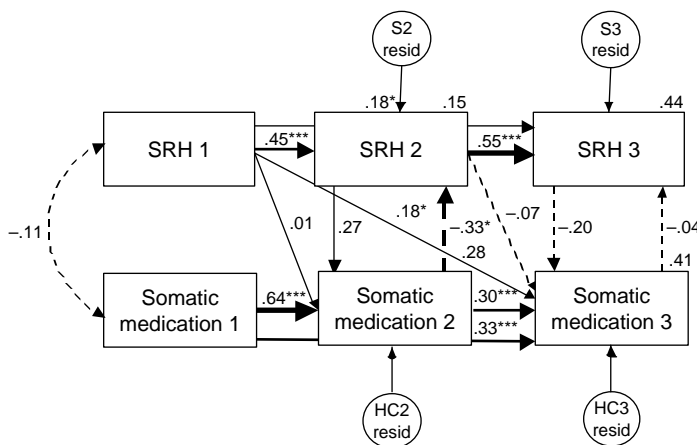 S2
resid
S3
resid
.18*
.15
.44
SRH 1
.45***
SRH 2
.55***
SRH 3
–.11
.01
.27
.18*
–.33*
.28
–.07
–.20
–.04
.41
Somatic
medication 1
.64***
Somatic
medication 2
.30***
.33***
Somatic
medication 3
HC2
resid
HC3
resid